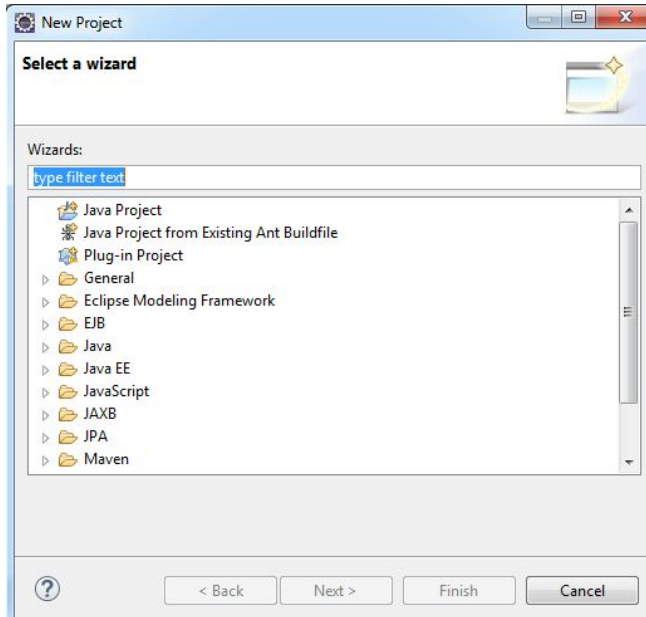 New Project
Select a wizard
Wizards:
type filter text
Java Project
Java Project from Existing Ant Buildfile
Plug-in Project
General
Eclipse Modeling Framework
EJB
Java
Java EE
JavaScript
JAXB
JPA
Maven
?
< Back Next > Finish Cancel